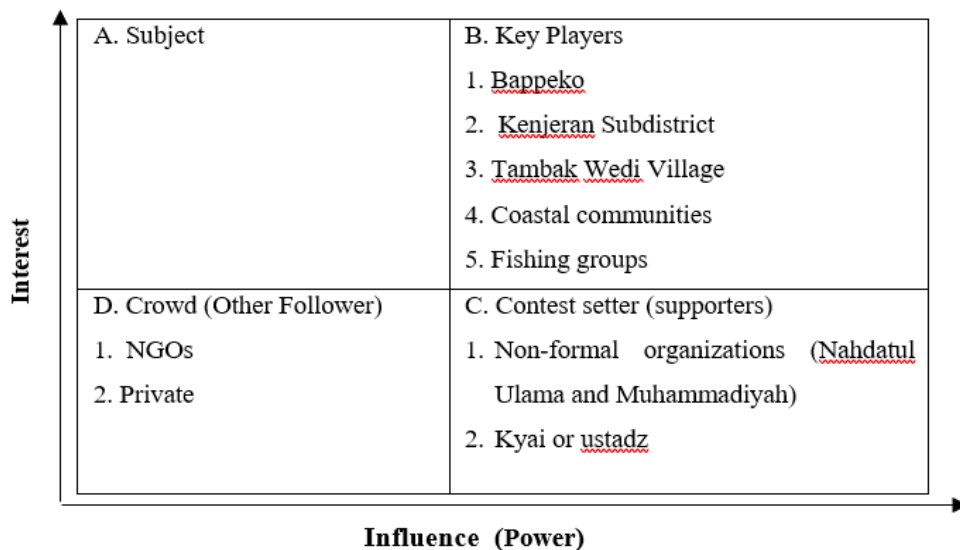 A. Subject
B. Key Players
1. Bappeko
2. Kenjeran Subdistrict
3. Tambak Wedi Village
4. Coastal communities
5. Fishing groups
Interest
D. Crowd (Other Follower)
1. NGOs
2. Private
C. Contest setter (supporters)
1. Non-formal organizations (Nahdatul
Ulama and Muhammadiyah)
2. Kyai or ustadz
Influence (Power)